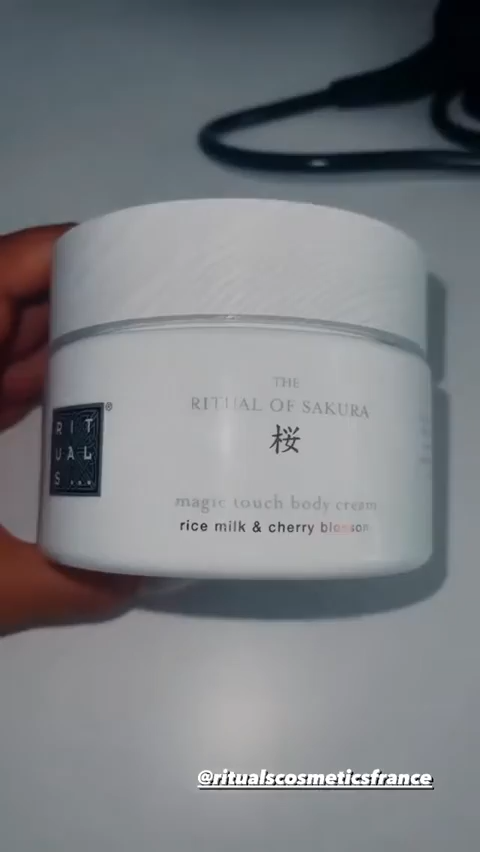 THE
RITUAL OF SAKURA
桜
RIT
UAL
S...
®
magic touch body cream
rice milk & cherry blossom
@ritualscosmeticsfrance